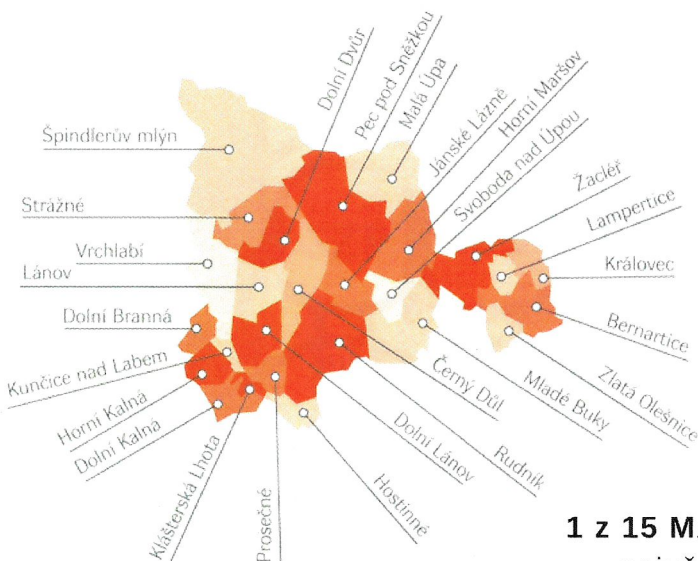 Dolní Dvůr
Pec pod Sněžkou
Malá Úpa
Jánské Lázně
Horní Maršov
Svoboda nad Úpou
Žacléř
Lampertice
Královec
Bernartice
Zlatá Olešnice
Mladé Buky
Černý Důl
Rudník
Dolní Lánov
Hostinné
Prosečné
Klášterská Lhota
Dolní Kalná
Horní Kalná
Kunčice nad Labem
Dolní Branná
Lánov
Vrchlabí
Strážné
Špindlerův mlýn
1 z 15 M